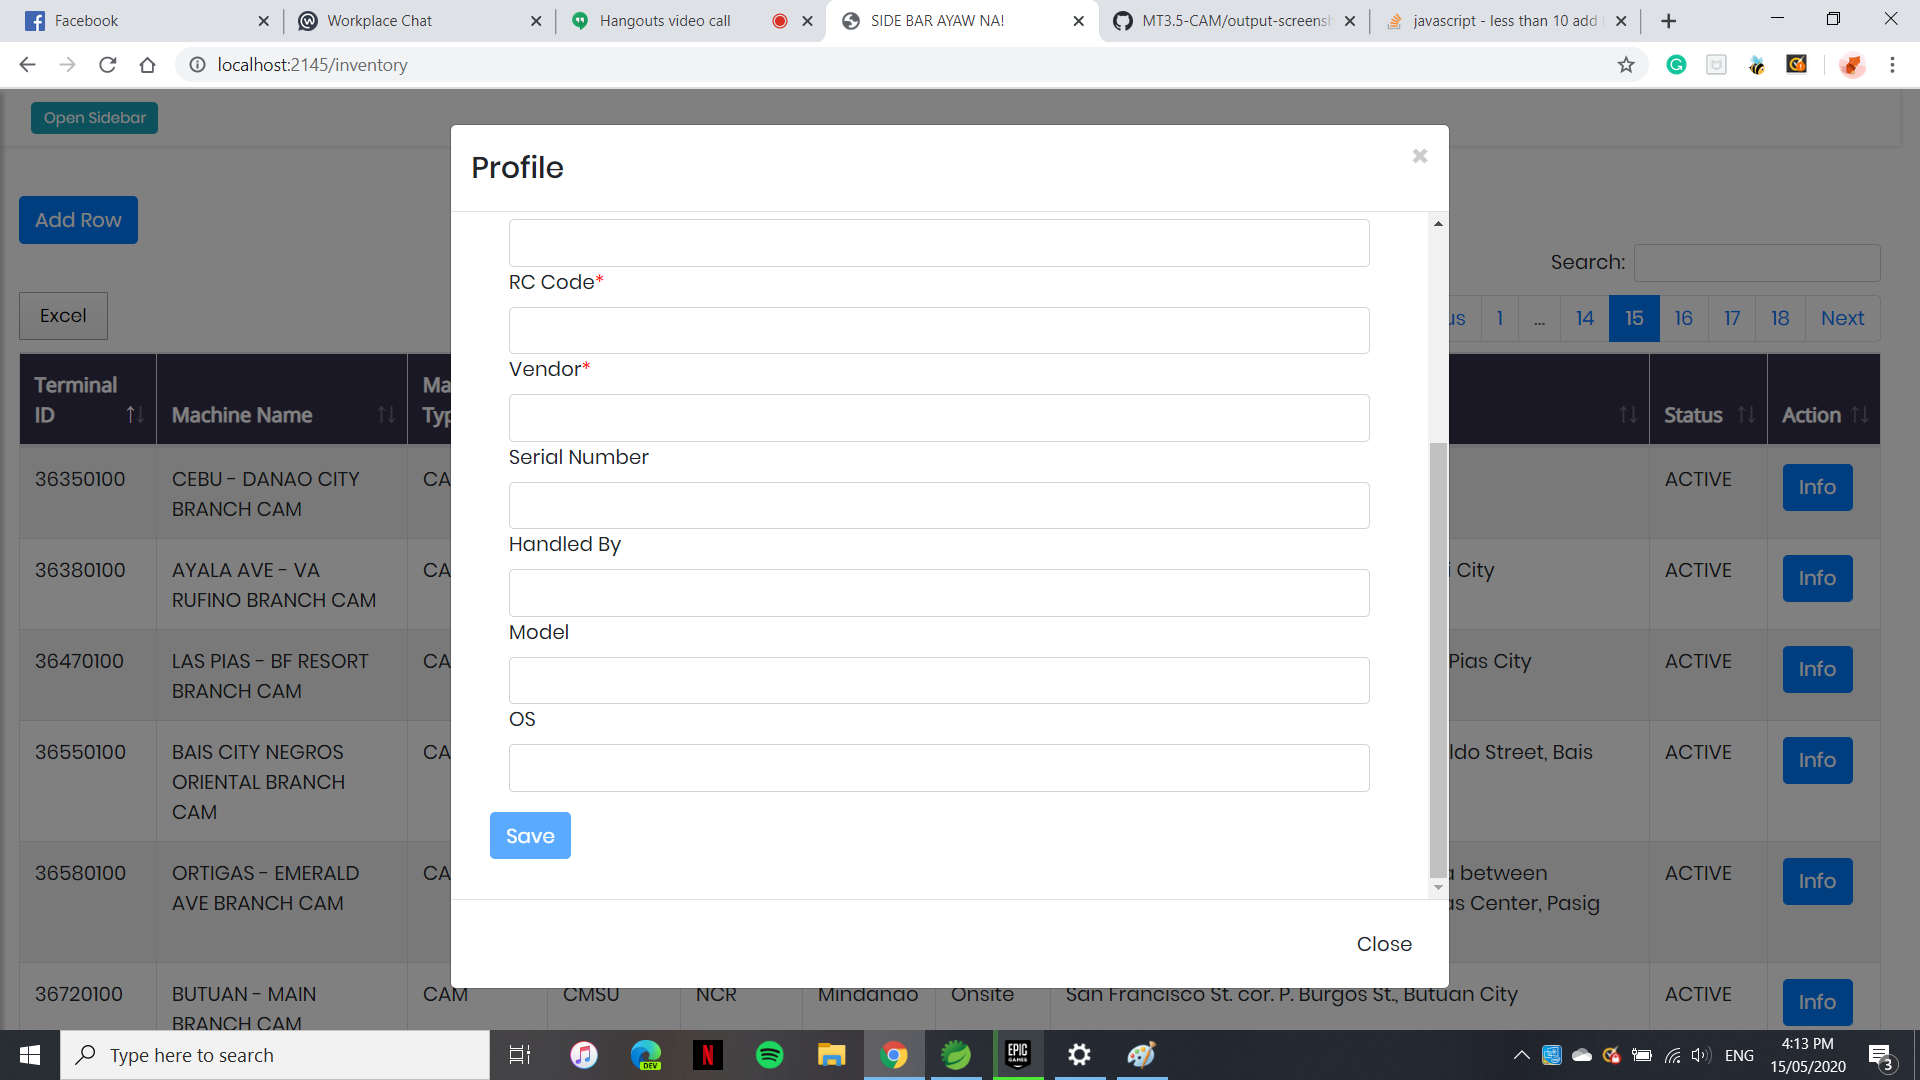 Facebook
Workplace Chat
Hangouts video call
SIDE BAR AYAW NA!
MT3.5-CAM/output-screensh
javascript - less than 10 add
localhost:2145/inventory
Open Sidebar
Profile
Add Row
Search:
RC Code*
Excel
us 1 ... 14 15 16 17 18 Next
Vendor*
Terminal ID
Machine Name
Ma
Typ
Status
Action
Serial Number
36350100
CEBU - DANAO CITY
BRANCH CAM
CA
ACTIVE
Info
Handled By
36380100
AYALA AVE - VA
RUFINO BRANCH CAM
CA
i City
ACTIVE
Info
Model
36470100
LAS PIAS - BF RESORT
BRANCH CAM
CA
Pias City
ACTIVE
Info
OS
36550100
BAIS CITY NEGROS
ORIENTAL BRANCH
CAM
CA
ldo Street, Bais
ACTIVE
Info
Save
36580100
ORTIGAS - EMERALD
AVE BRANCH CAM
CA
a between
as Center, Pasig
ACTIVE
Info
Close
36720100
BUTUAN - MAIN
BRANCH CAM
CAM
CMSU
NCR
Mindanao
Onsite
San Francisco St. cor. P. Burgos St., Butuan City
ACTIVE
Info
Type here to search
DEV
N
EPIC
GAMES
ENG
4:13 PM
15/05/2020
3